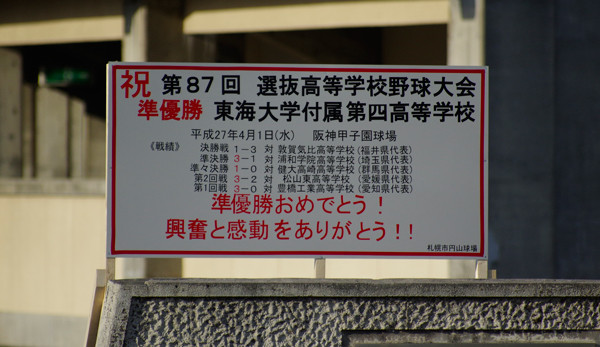 祝 第87回 選抜高等学校野球大会
準優勝 東海大学付属第四高等学校
平成27年4月1日(水) 阪神甲子園球場
《戦績》 決勝戦 1－3 対 敦賀気比高等学校(福井県代表)
準決勝 3－1 対 浦和学院高等学校(埼玉県代表)
準々決勝 1－0 対 健大高崎高等学校(群馬県代表)
第2回戦 3－2 対 松山東高等学校(愛媛県代表)
第1回戦 3－0 対 豊橋工業高等学校(愛知県代表)
準優勝おめでとう！
興奮と感動をありがとう！！
札幌市円山球場